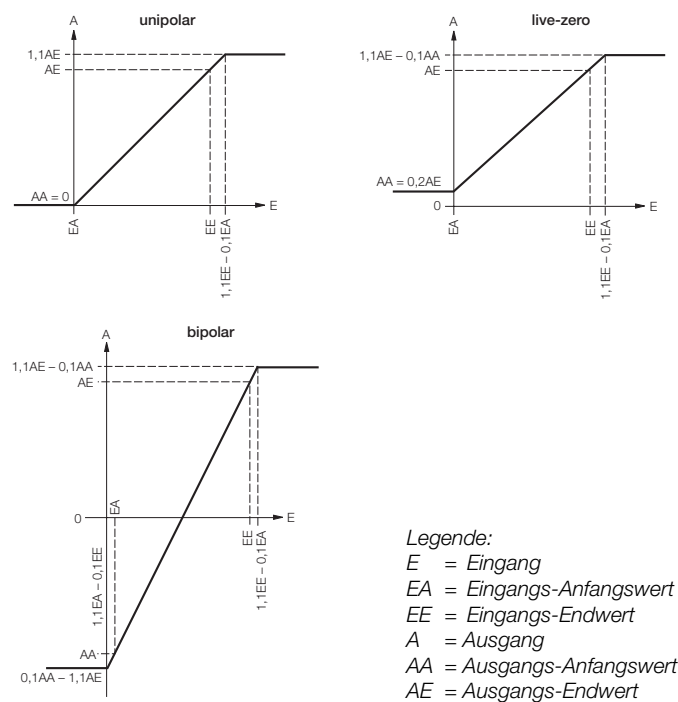 unipolar
A
1,1AE
AE
AA = 0
E
EA
EE
1,1EE – 0,1EA
live-zero
A
1,1AE – 0,1AA
AE
AA = 0,2AE
0
E
EA
EE
1,1EE – 0,1EA
bipolar
A
1,1AE – 0,1AA
AE
0
EA
E
1,1EA – 0,1EE
EE
1,1EE – 0,1EA
AA
0,1AA – 1,1AE
Legende:
E = Eingang
EA = Eingangs-Anfangswert
EE = Eingangs-Endwert
A = Ausgang
AA = Ausgangs-Anfangswert
AE = Ausgangs-Endwert